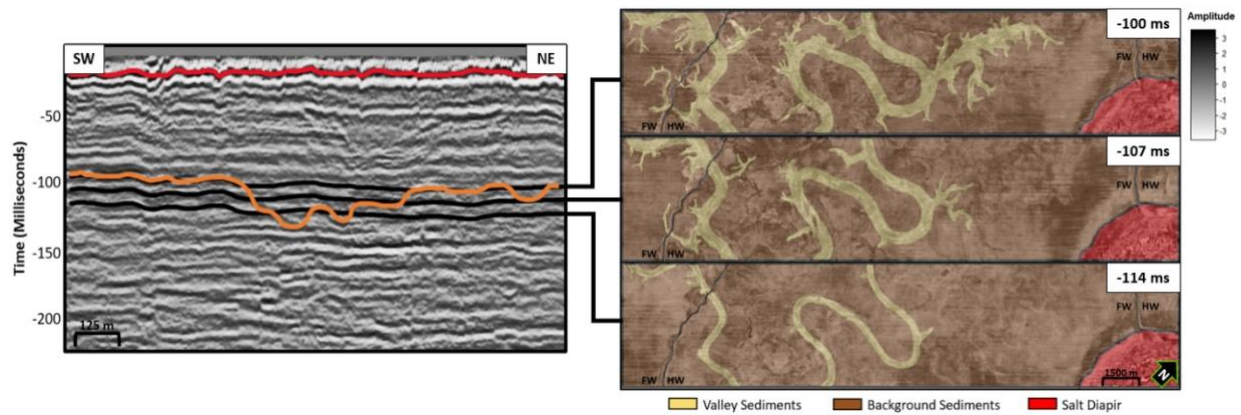 SW
NE
Time (Milliseconds)
-50
-100
-150
-200
125 m
-100 ms
FW HW
FW HW
-107 ms
FW HW
FW HW
-114 ms
FW HW
FW HW
1500 m
N
Amplitude
3
2
1
0
-1
-2
-3
Valley Sediments
Background Sediments
Salt Diapir